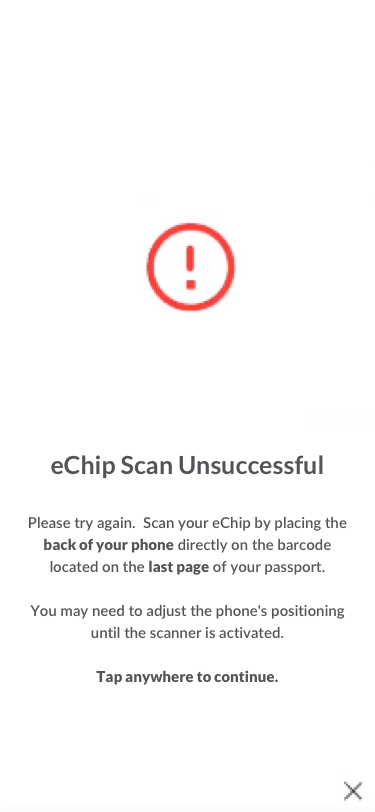 eChip Scan Unsuccessful
Please try again.  Scan your eChip by placing the
back of your phone directly on the barcode
located on the last page of your passport.
You may need to adjust the phone's positioning
until the scanner is activated.
Tap anywhere to continue.